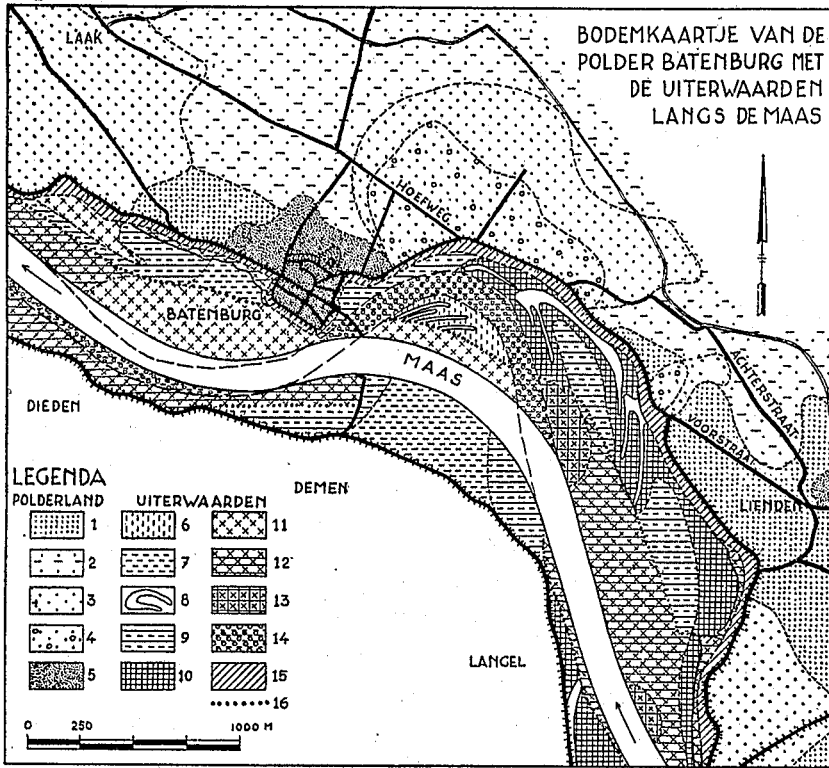 BODEMKAARTJE VAN DE
POLDER BATENBURG MET
DE UITERWAARDEN
LANGS DE MAAS
LAAK
HOEFWEG
BATENBURG
MAAS
ACHTERSTRAAT
VOORSTRAAT
LIENDEN
DIEDEN
DEMEN
LANGEL
LEGENDA
POLDERLAND UITERWAARDEN
1 6 11
2 7 12
3 8 13
4 9 14
5 10 15
16
0 250 1000 M